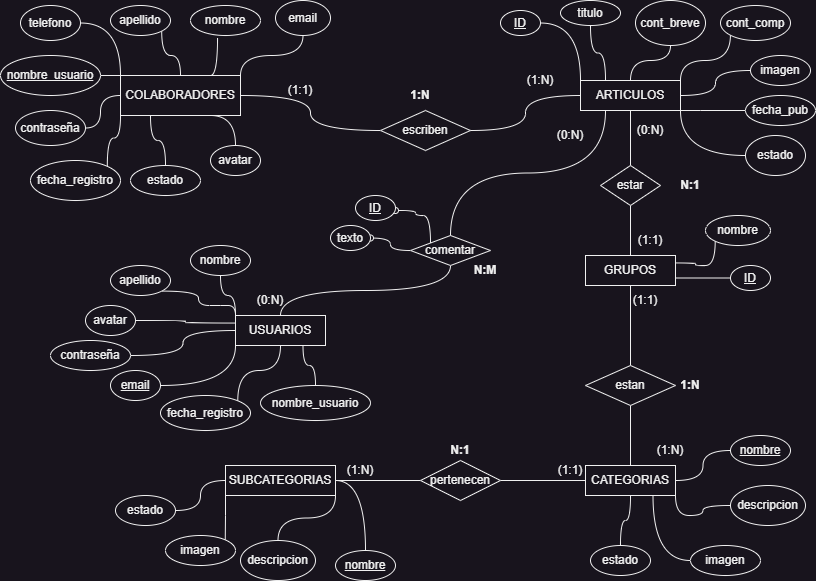 telefono
apellido
nombre
email
nombre_usuario
COLABORADORES
contraseña
fecha_registro
estado
avatar
(1:1)
1:N
escriben
(1:N)
ID
titulo
cont_breve
cont_comp
imagen
fecha_pub
estado
ARTICULOS
(0:N)
(0:N)
estar
N:1
(1:1)
ID
texto
comentar
N:M
nombre
GRUPOS
ID
(1:1)
nombre
apellido
avatar
contraseña
email
(0:N)
USUARIOS
fecha_registro
nombre_usuario
estan
1:N
(1:N)
SUBCATEGORIAS
(1:N)
N:1
pertenecen
(1:1)
CATEGORIAS
nombre
descripcion
estado
imagen
estado
imagen
descripcion
nombre